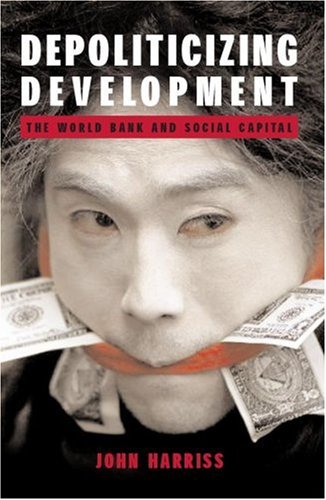 DEPOLITICIZING
DEVELOPMENT
THE WORLD BANK AND SOCIAL CAPITAL
JOHN HARRISS